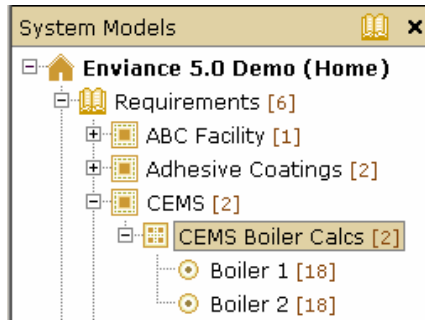 System Models
Enviance 5.0 Demo (Home)
Requirements [6]
ABC Facility [1]
Adhesive Coatings [2]
CEMS [2]
CEMS Boiler Calcs [2]
Boiler 1 [18]
Boiler 2 [18]